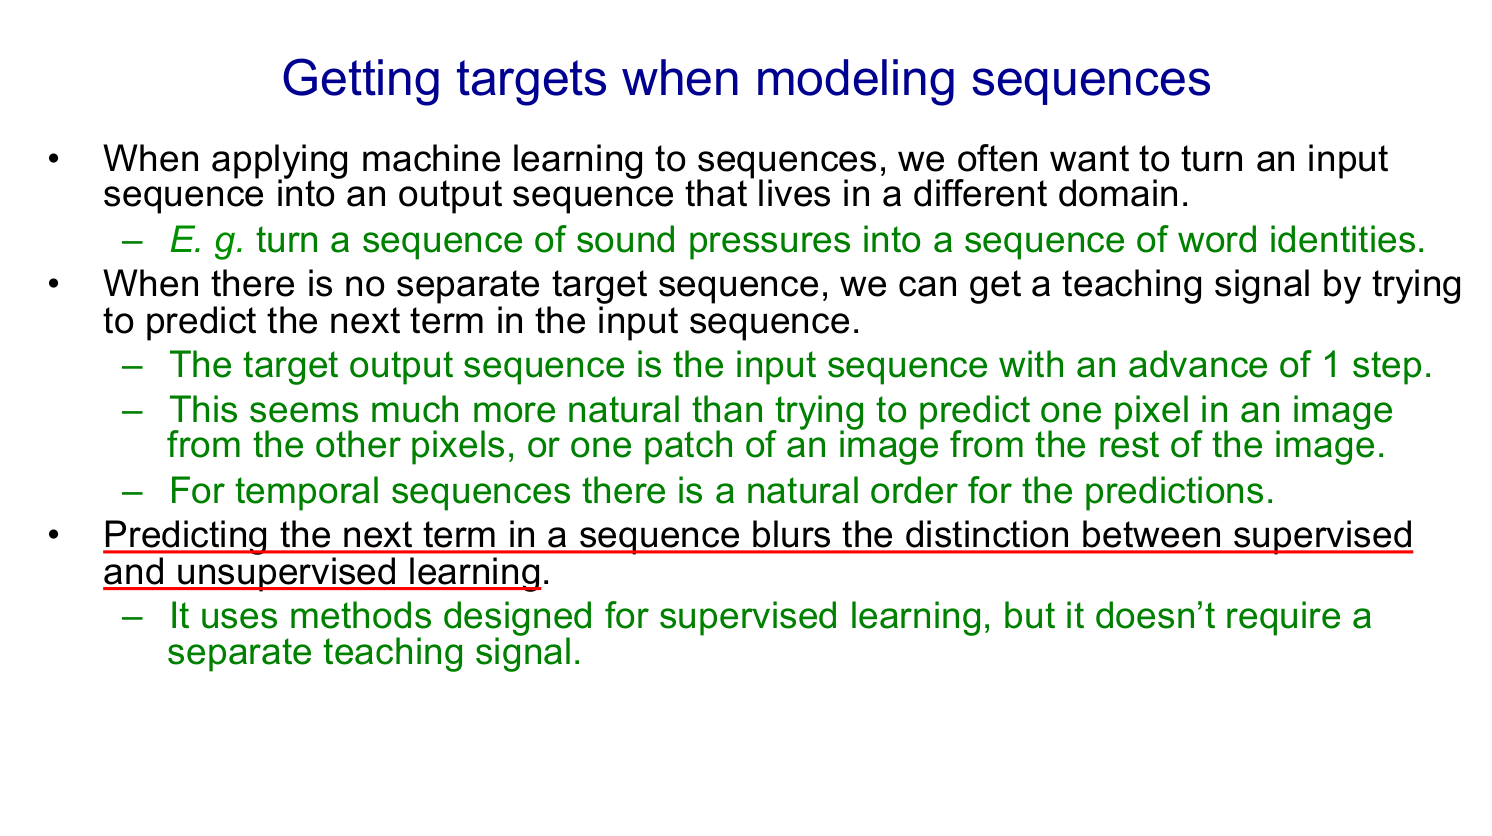 Getting targets when modeling sequences
• When applying machine learning to sequences, we often want to turn an input
sequence into an output sequence that lives in a different domain.
– E. g. turn a sequence of sound pressures into a sequence of word identities.
• When there is no separate target sequence, we can get a teaching signal by trying
to predict the next term in the input sequence.
– The target output sequence is the input sequence with an advance of 1 step.
– This seems much more natural than trying to predict one pixel in an image
from the other pixels, or one patch of an image from the rest of the image.
– For temporal sequences there is a natural order for the predictions.
• Predicting the next term in a sequence blurs the distinction between supervised
and unsupervised learning.
– It uses methods designed for supervised learning, but it doesn’t require a
separate teaching signal.